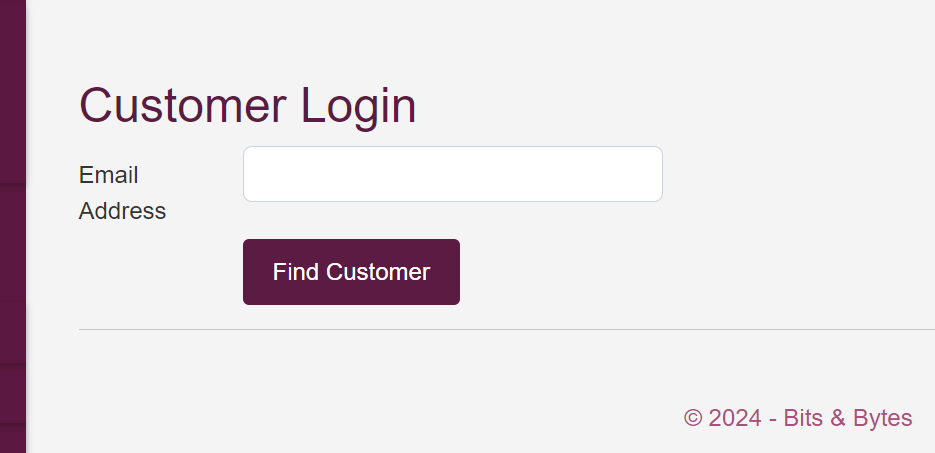 Customer Login
Email
Address
Find Customer
© 2024 - Bits & Bytes